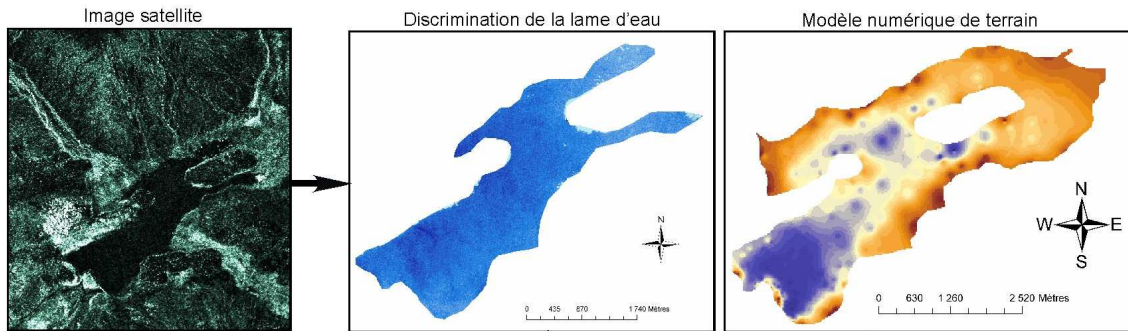 Image satellite
Discrimination de la lame d'eau
Modèle numérique de terrain
N
0 435 870 1 740 Mètres
N
W E
S
0 630 1 260 2 520 Mètres